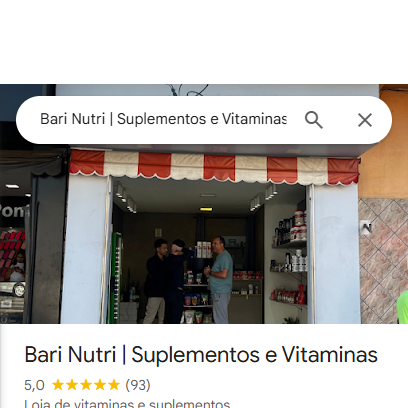 Bari Nutri | Suplementos e Vitaminas
Bari Nutri | Suplementos e Vitaminas
5,0 (93)
Loja de vitaminas e suplementos